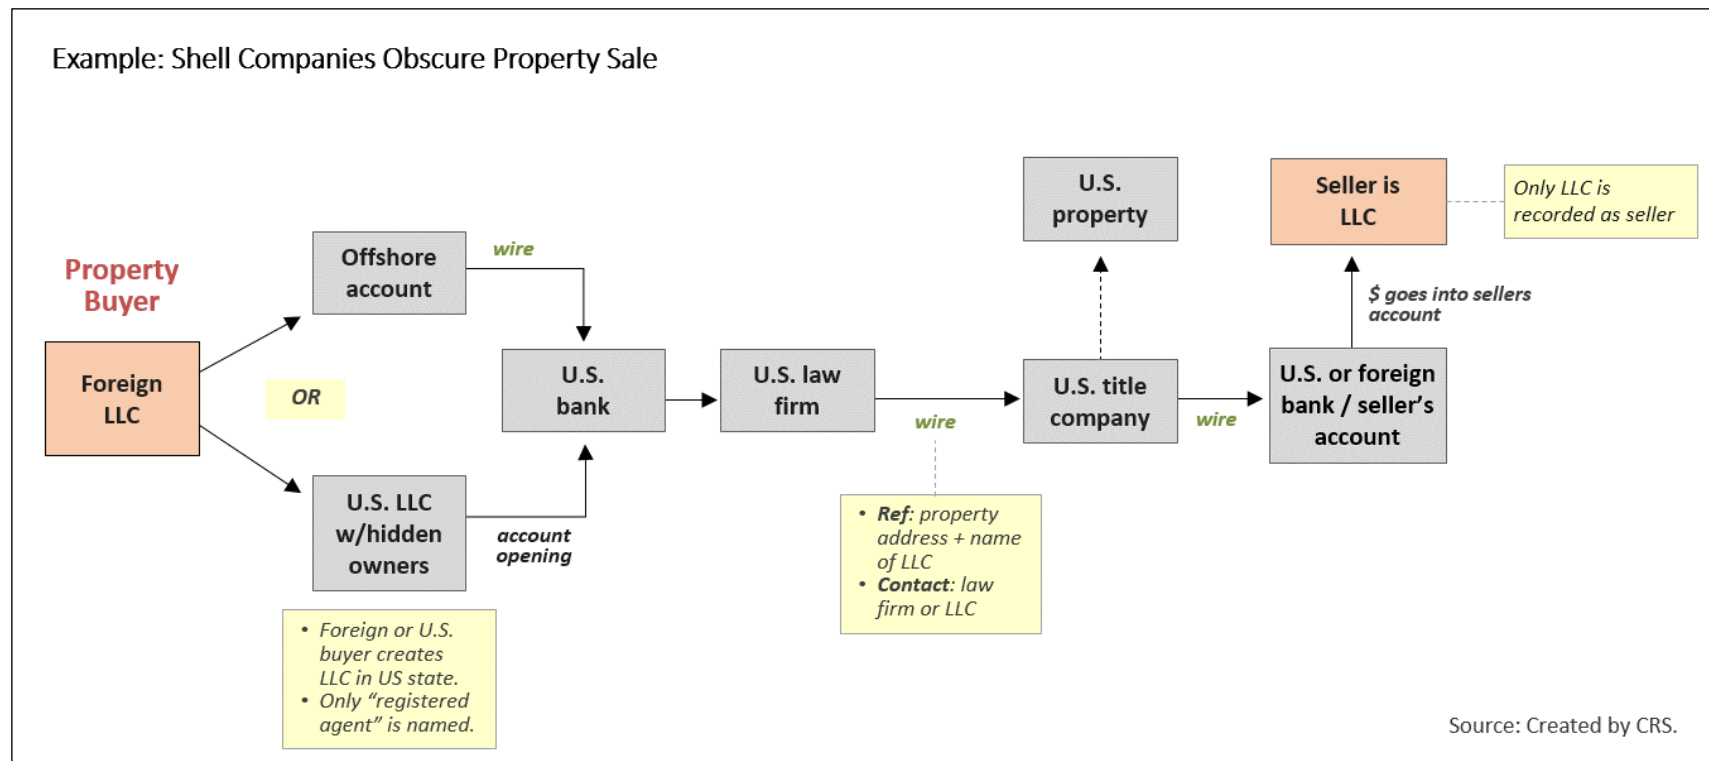 Example: Shell Companies Obscure Property Sale
Property
Buyer
Foreign
LLC
OR
Offshore
account
wire
U.S. LLC
w/hidden
owners
account
opening
• Foreign or U.S.
buyer creates
LLC in US state.
• Only “registered
agent” is named.
U.S.
bank
U.S. law
firm
wire
• Ref: property
address + name
of LLC
• Contact: law
firm or LLC
U.S. title
company
U.S.
property
wire
U.S. or foreign
bank / seller’s
account
$ goes into sellers
account
Seller is
LLC
Only LLC is
recorded as seller
Source: Created by CRS.